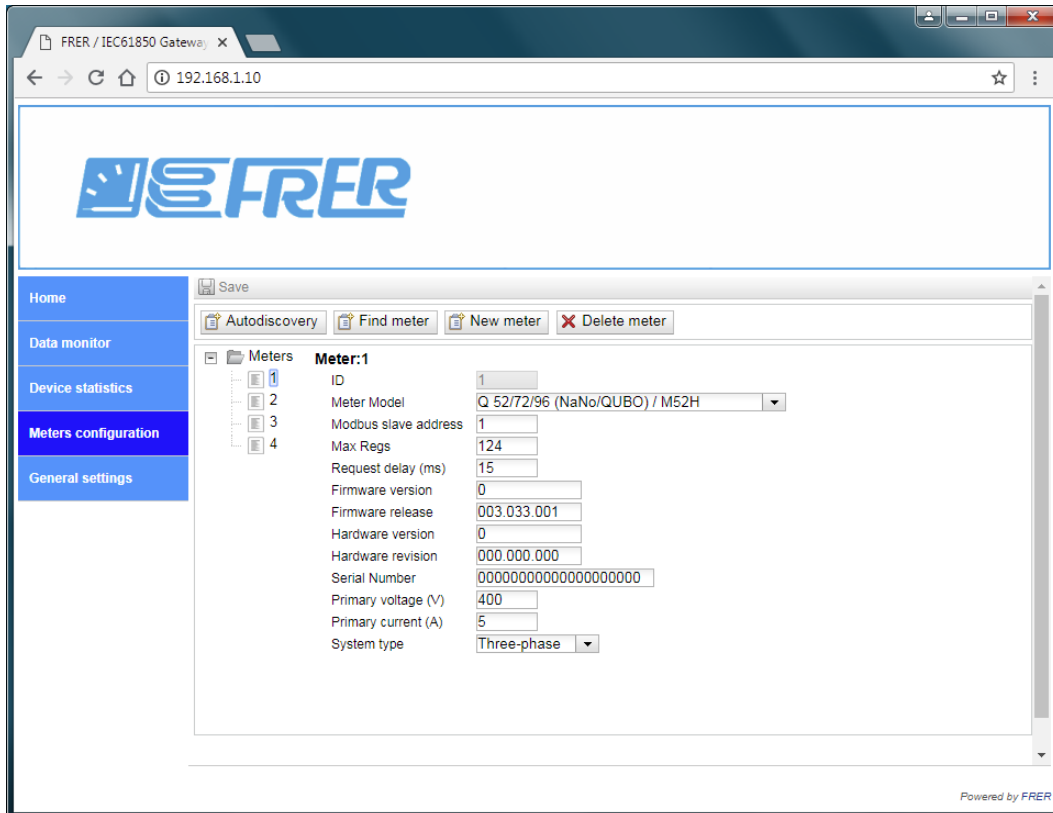 FRER / IEC61850 Gateway
192.168.1.10
FRER
Home
Data monitor
Device statistics
Meters configuration
General settings
Save
Autodiscovery Find meter New meter Delete meter
Meters
1
2
3
4
Meter:1
ID 1
Meter Model Q 52/72/96 (NaNo/QUBO) / M52H
Modbus slave address 1
Max Regs 124
Request delay (ms) 15
Firmware version 0
Firmware release 003.033.001
Hardware version 0
Hardware revision 000.000.000
Serial Number 00000000000000000000
Primary voltage (V) 400
Primary current (A) 5
System type Three-phase
Powered by FRER